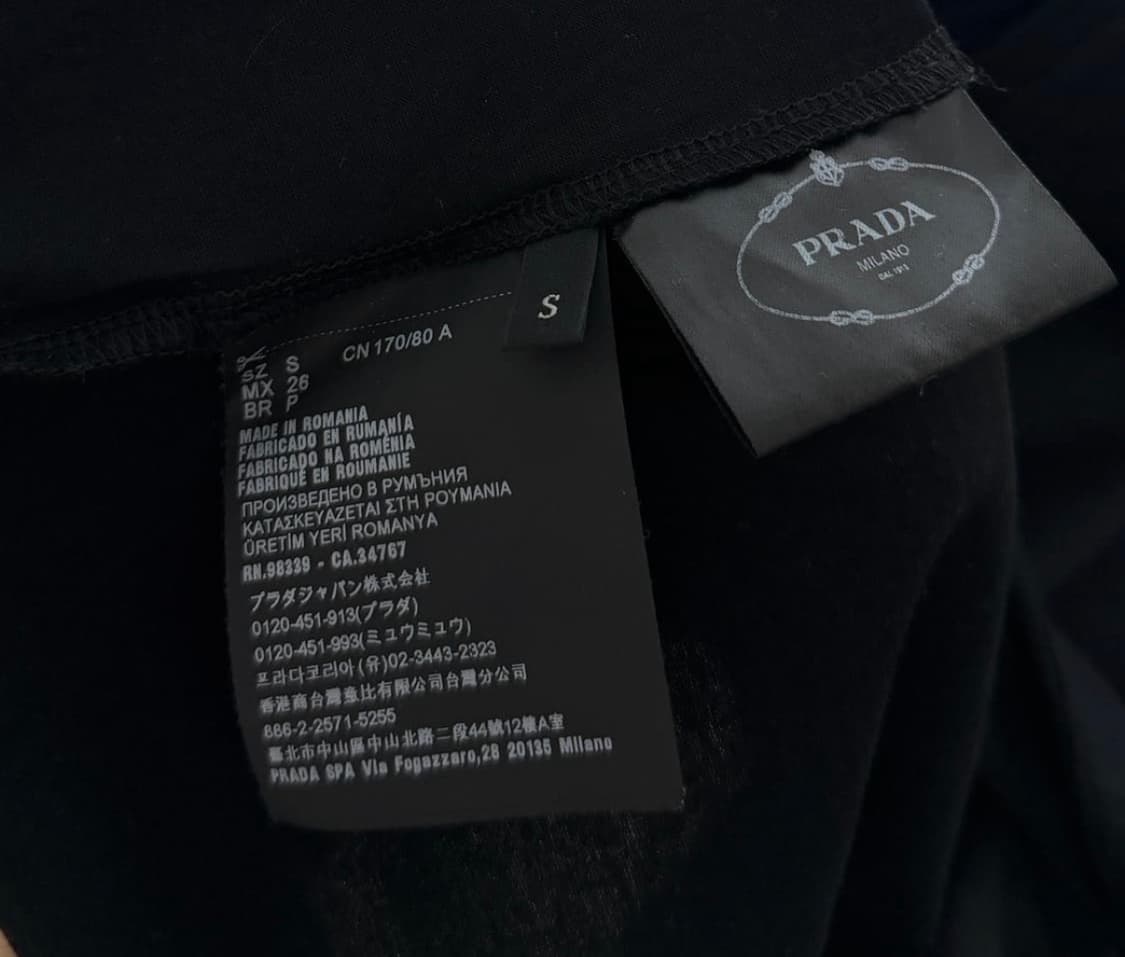 PRADA
MILANO
DAL 1913
S
CN 170/80 A
SZ S
MX 26
BR P
MADE IN ROMANIA
FABRICADO EN RUMANÍA
FABRICADO NA ROMÉNIA
FABRIQUÉ EN ROUMANIE
ПРОИЗВЕДЕНО В РУМЪНИЯ
ΚΑΤΑΣΚΕΥΑΖΕΤΑΙ ΣΤΗ ΡΟΥΜΑΝΙΑ
ÜRETİM YERİ ROMANYA
RN.98339 - CA.34767
プラダジャパン株式会社
0120-451-913(プラダ)
0120-451-993(ミュウミュウ)
프라다코리아(유)02-3443-2323
香港商台灣普比有限公司台灣分公司
886-2-2571-5255
臺北市中山區中山北路二段44號12樓A室
PRADA SPA Via Fogazzaro,28 20135 Milano